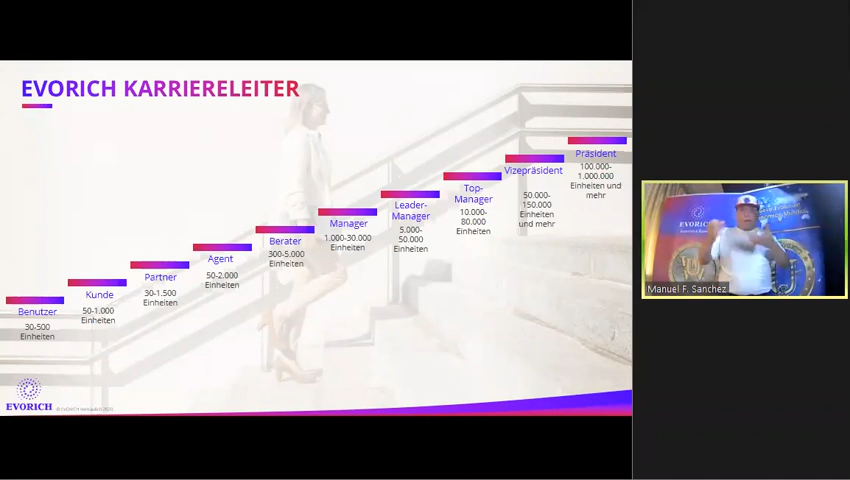 EVORICH KARRIERELEITER
Benutzer
30-500
Einheiten
Kunde
50-1.000
Einheiten
Partner
30-1.500
Einheiten
Agent
50-2.000
Einheiten
Berater
300-5.000
Einheiten
Manager
1.000-30.000
Einheiten
Leader-
Manager
5.000-
50.000
Einheiten
Top-
Manager
10.000-
80.000
Einheiten
Vizepräsident
50.000-
150.000
Einheiten
und mehr
Präsident
100.000-
1.000.000
Einheiten und
mehr
EVORICH
EVORICH
Manuel F. Sanchez